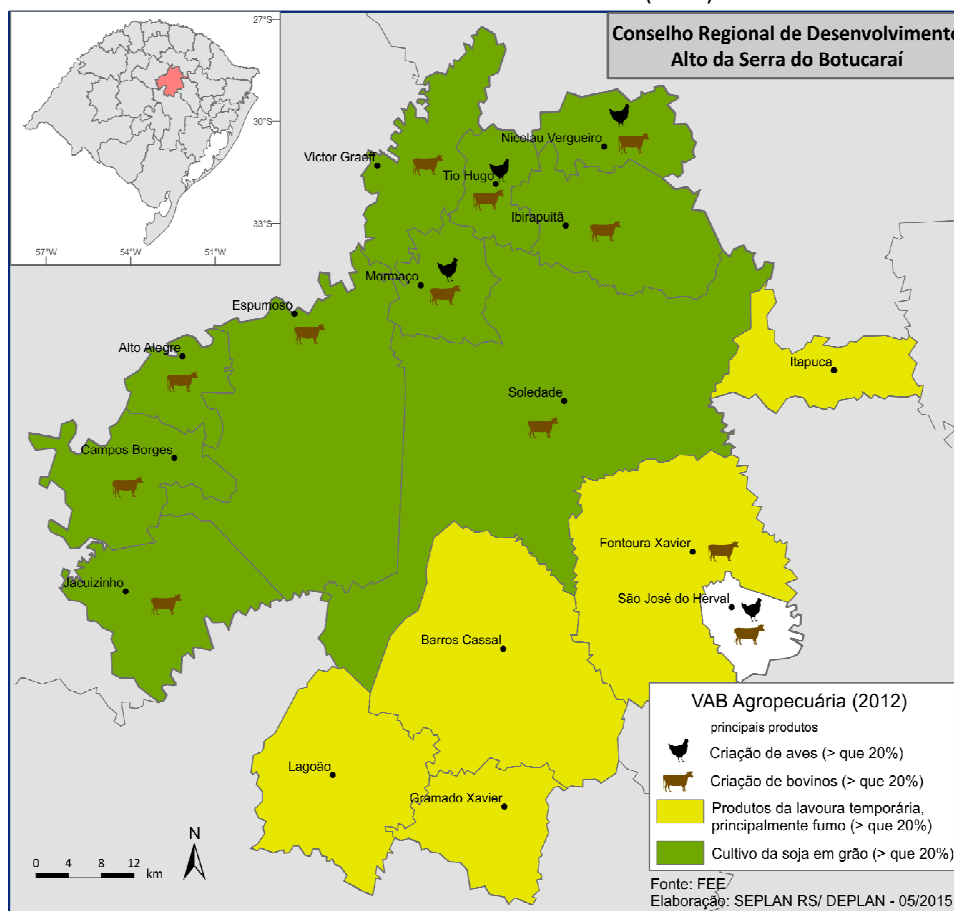 Conselho Regional de Desenvolvimento
Alto da Serra do Botucaraí
27°S
30°S
33°S
57°W
54°W
51°W
Nicolau Vergueiro
Victor Graeff
Tio Hugo
Ibirapuitã
Mormaço
Espumoso
Alto Alegre
Itapuca
Soledade
Campos Borges
Fontoura Xavier
Jacuizinho
São José do Herval
Barros Cassal
Lagoão
Gramado Xavier
VAB Agropecuária (2012)
principais produtos
Criação de aves (> que 20%)
Criação de bovinos (> que 20%)
Produtos da lavoura temporária,
principalmente fumo (> que 20%)
Cultivo da soja em grão (> que 20%)
N
0 4 8 12
km
Fonte: FEE
Elaboração: SEPLAN RS/ DEPLAN - 05/2015